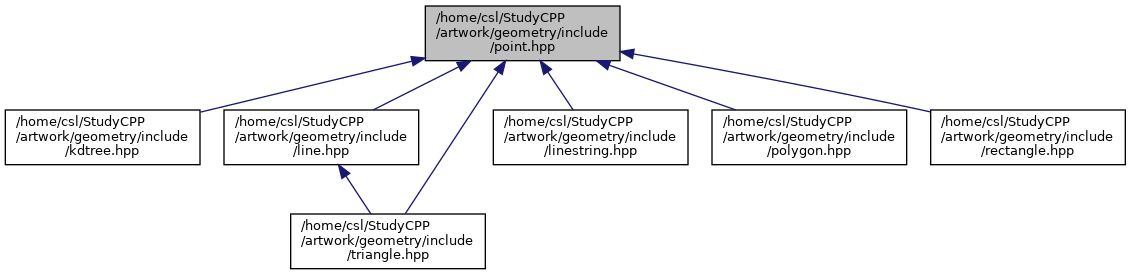 /home/csl/StudyCPP
/artwork/geometry/include
/point.hpp
/home/csl/StudyCPP
/artwork/geometry/include
/kdtree.hpp
/home/csl/StudyCPP
/artwork/geometry/include
/line.hpp
/home/csl/StudyCPP
/artwork/geometry/include
/linestring.hpp
/home/csl/StudyCPP
/artwork/geometry/include
/polygon.hpp
/home/csl/StudyCPP
/artwork/geometry/include
/rectangle.hpp
/home/csl/StudyCPP
/artwork/geometry/include
/triangle.hpp